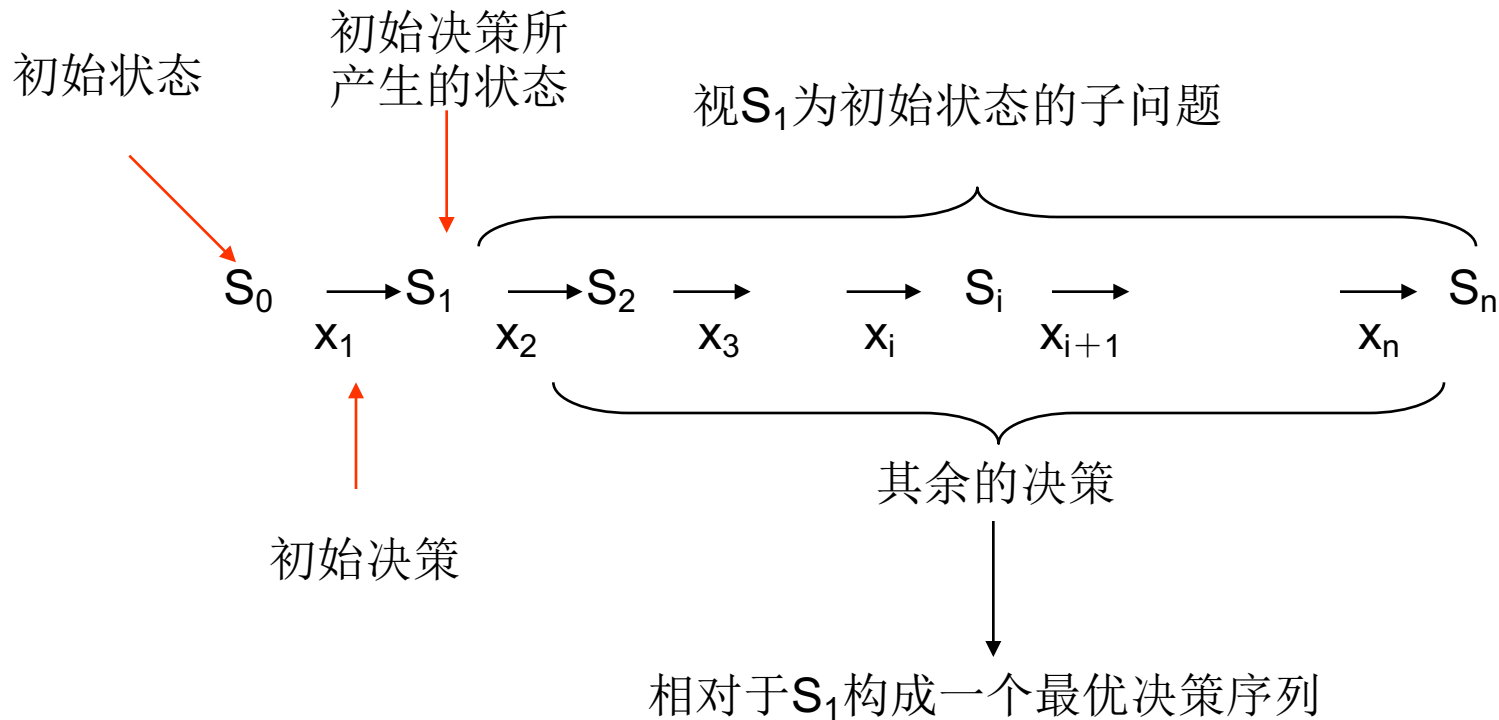 初始状态
初始决策所
产生的状态
视S₁为初始状态的子问题
S₀ S₁ S₂ Sᵢ Sₙ
x₁ x₂ x₃ xᵢ xᵢ₊₁ xₙ
其余的决策
初始决策
相对于S₁构成一个最优决策序列